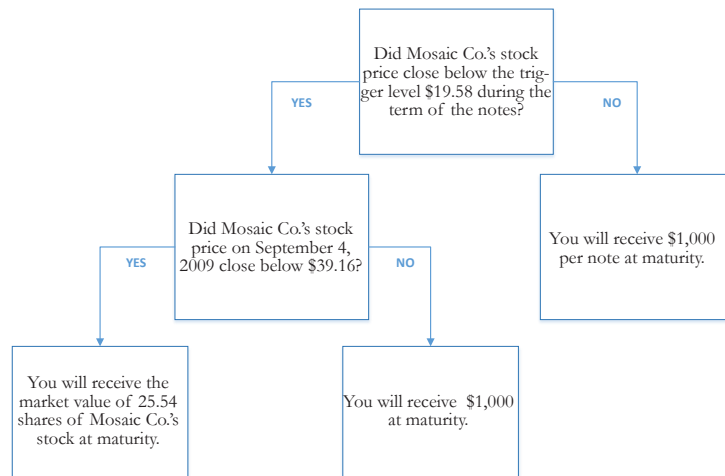 Did Mosaic Co.'s stock
price close below the trig-
ger level $19.58 during the
term of the notes?
YES
NO
Did Mosaic Co.'s stock
price on September 4,
2009 close below $39.16?
You will receive $1,000
per note at maturity.
YES
NO
You will receive the
market value of 25.54
shares of Mosaic Co.'s
stock at maturity.
You will receive $1,000
at maturity.